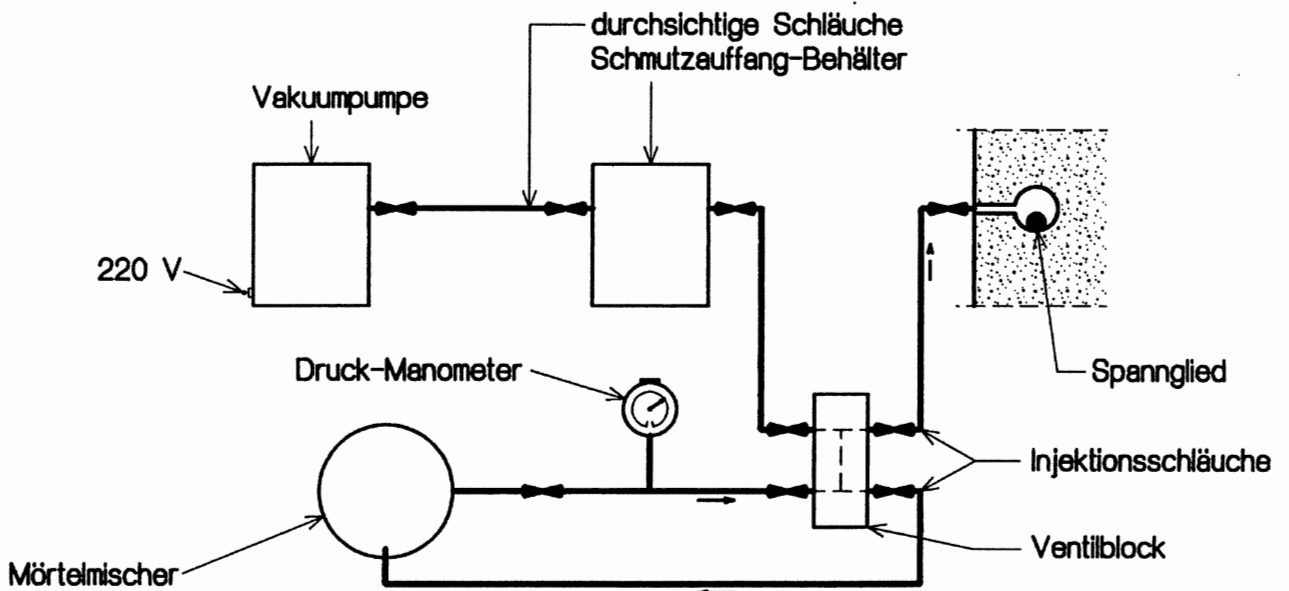 durchsichtige Schläuche
Schmutzauffang-Behälter
Vakuumpumpe
220 V
Druck-Manometer
Spannglied
Injektionsschläuche
Ventilblock
Mörtelmischer